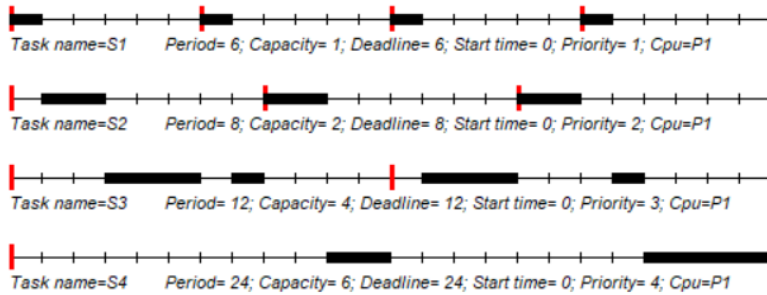 Task name=S1 Period= 6; Capacity= 1; Deadline= 6; Start time= 0; Priority= 1; Cpu=P1
Task name=S2 Period= 8; Capacity= 2; Deadline= 8; Start time= 0; Priority= 2; Cpu=P1
Task name=S3 Period= 12; Capacity= 4; Deadline= 12; Start time= 0; Priority= 3; Cpu=P1
Task name=S4 Period= 24; Capacity= 6; Deadline= 24; Start time= 0; Priority= 4; Cpu=P1